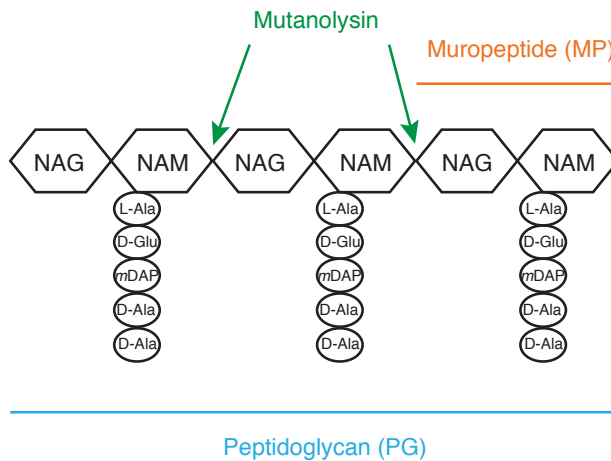 Mutanolysin
Muropeptide (MP)
NAG NAM NAG NAM NAG NAM
L-Ala L-Ala L-Ala
D-Glu D-Glu D-Glu
mDAP mDAP mDAP
D-Ala D-Ala D-Ala
D-Ala D-Ala D-Ala
Peptidoglycan (PG)